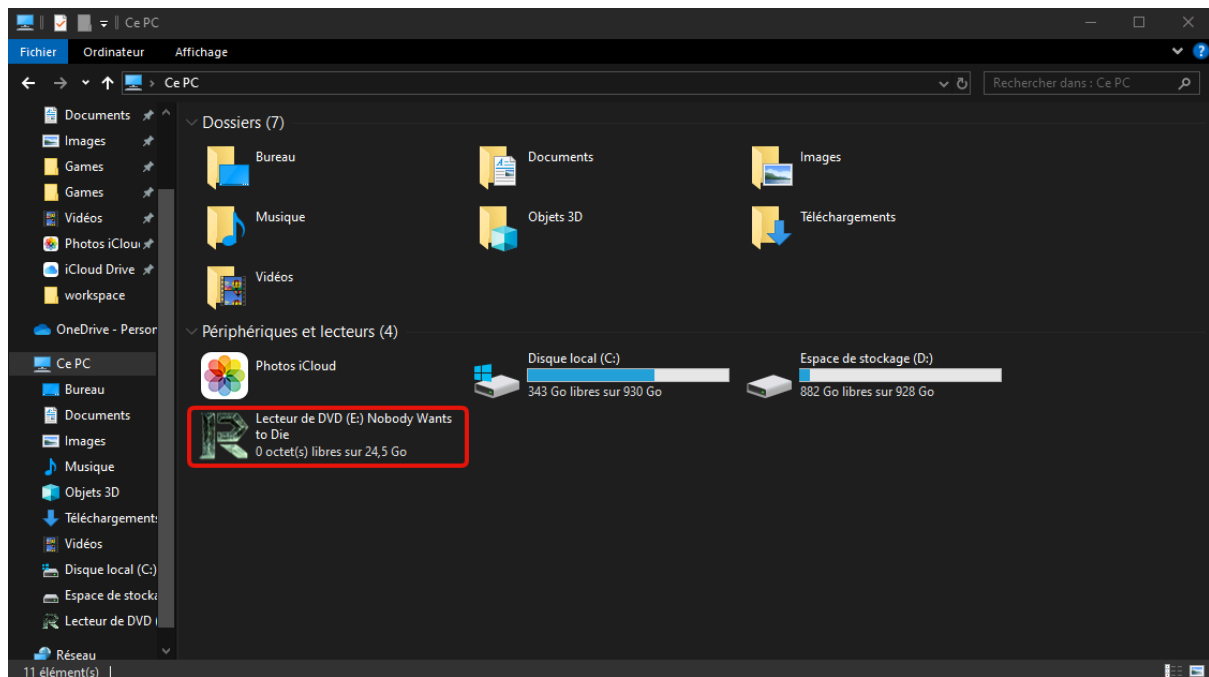 Ce PC
Fichier Ordinateur Affichage
Ce PC
Rechercher dans : Ce PC
Documents
Images
Games
Games
Vidéos
Photos iClou
iCloud Drive
workspace
OneDrive - Person
Ce PC
Bureau
Documents
Images
Musique
Objets 3D
Téléchargements
Vidéos
Disque local (C:)
Espace de stocka
Lecteur de DVD (
Réseau
11 élément(s)
Dossiers (7)
Bureau
Documents
Images
Musique
Objets 3D
Téléchargements
Vidéos
Périphériques et lecteurs (4)
Photos iCloud
Disque local (C:)
343 Go libres sur 930 Go
Espace de stockage (D:)
882 Go libres sur 928 Go
Lecteur de DVD (E:) Nobody Wants
to Die
0 octet(s) libres sur 24,5 Go